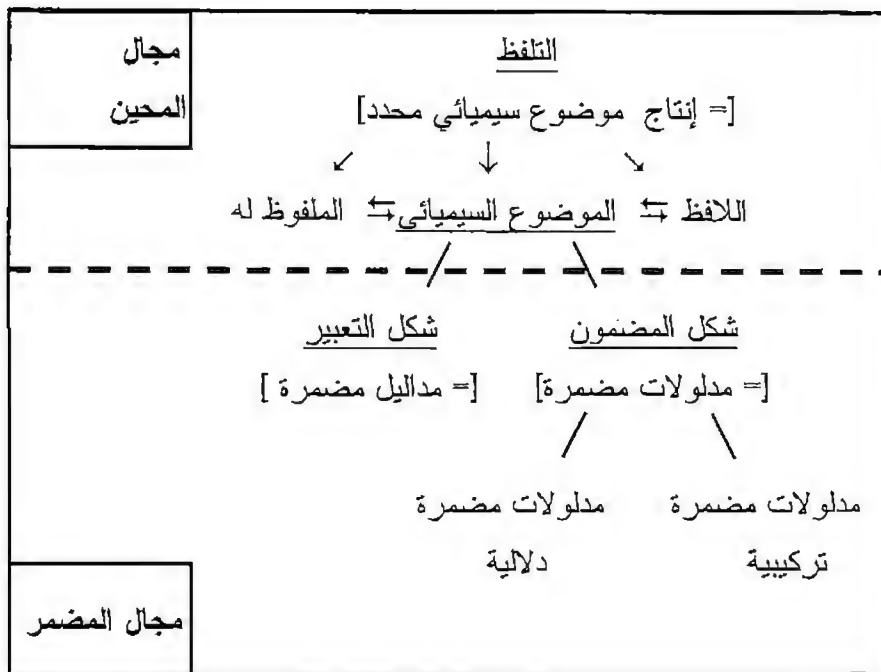 مجال
المحين
التلفظ
[= إنتاج موضوع سيميائي محدد]
↙ ↓ ↘
اللافظ ⇆ الموضوع السيميائي ⇆ الملفوظ له
شكل المضمون شكل التعبير
[= مدلولات مضمرة] [= مداليل مضمرة ]
مدلولات مضمرة مدلولات مضمرة
تركيبية دلالية
مجال المضمر